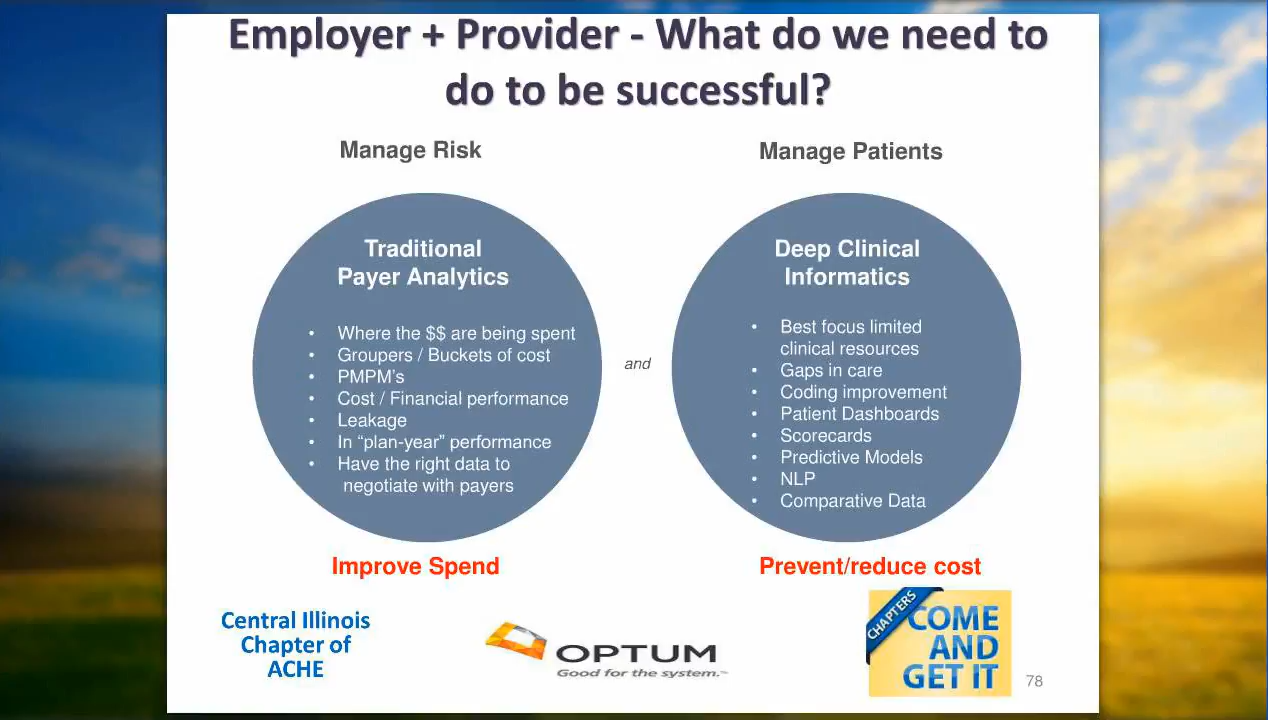 Employer + Provider - What do we need to
do to be successful?
Manage Risk
Traditional
Payer Analytics
• Where the $$ are being spent
• Groupers / Buckets of cost
• PMPM's
• Cost / Financial performance
• Leakage
• In “plan-year” performance
• Have the right data to
negotiate with payers
Improve Spend
and
Manage Patients
Deep Clinical
Informatics
• Best focus limited
clinical resources
• Gaps in care
• Coding improvement
• Patient Dashboards
• Scorecards
• Predictive Models
• NLP
• Comparative Data
Prevent/reduce cost
Central Illinois
Chapter of
ACHE
OPTUM
Good for the system.™
CHAPTERS
COME
AND
GET IT
78